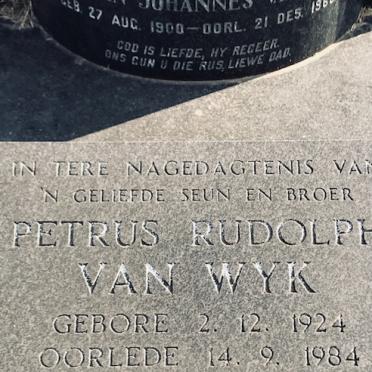 JOHANNES
GEB. 27 AUG. 1900 — OORL. 21 DES.
GOD IS LIEFDE, HY REGEER.
ONS GUN U DIE RUS, LIEWE DAD.
IN TERE NAGEDAGTENIS VAN
'N GELIEFDE SEUN EN BROER
PETRUS RUDOLPH
VAN WYK
GEBORE 2. 12. 1924
OORLEDE 14. 9. 1984